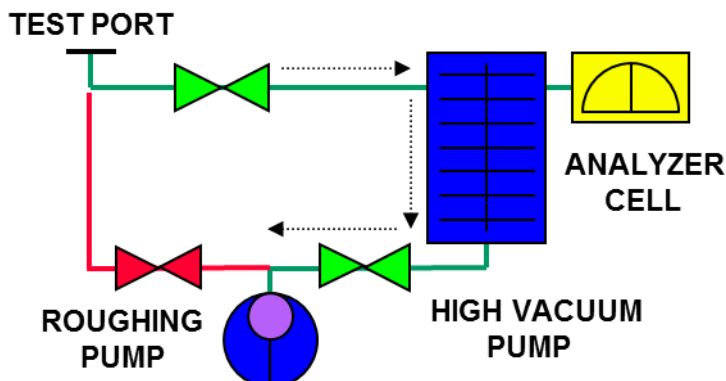 TEST PORT
ANALYZER
CELL
ROUGHING
PUMP
HIGH VACUUM
PUMP